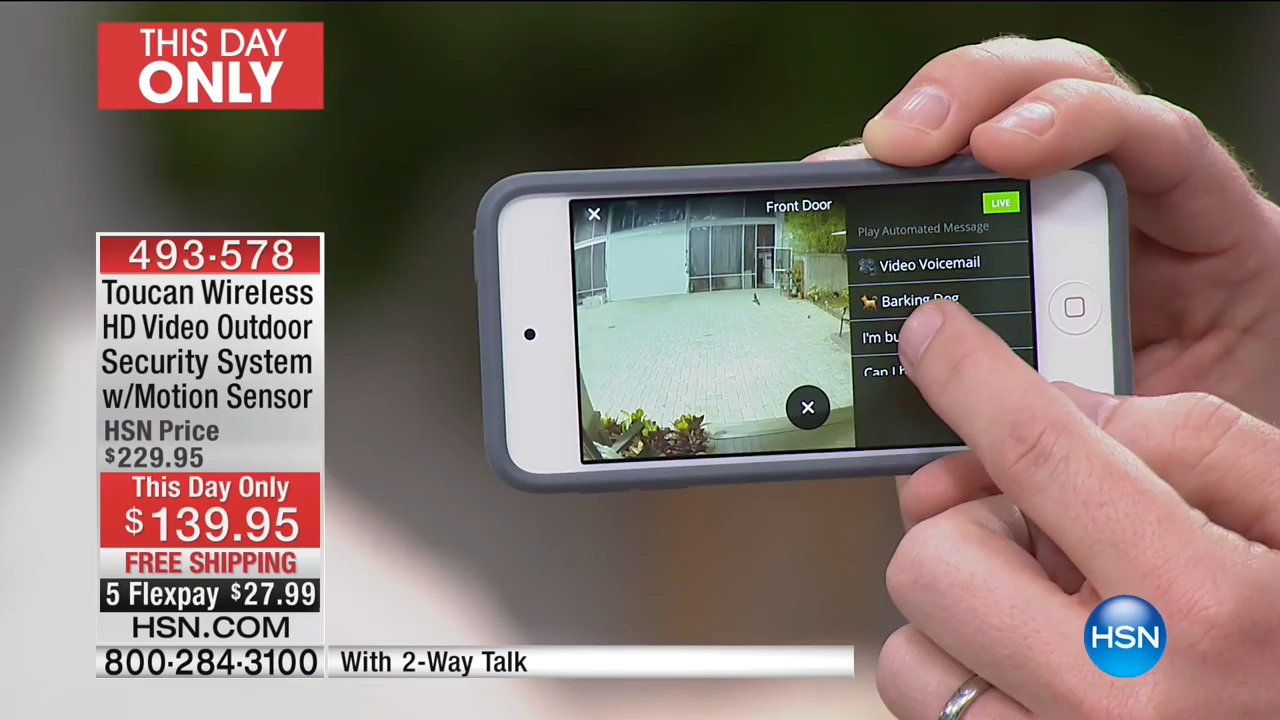 THIS DAY
ONLY
493·578
Toucan Wireless
HD Video Outdoor
Security System
w/Motion Sensor
HSN Price
$229.95
This Day Only
$139.95
FREE SHIPPING
5 Flexpay $27.99
HSN.COM
800·284·3100
With 2-Way Talk
Front Door
LIVE
Play Automated Message
Video Voicemail
Barking Dog
I'm
Can I
HSN